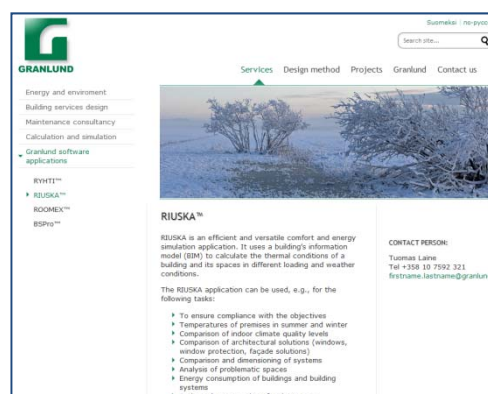 Suomeksi | по-русс
Search site...
GRANLUND
Services Design method Projects Granlund Contact us
Energy and enviroment
Building services design
Maintenance consultancy
Calculation and simulation
Granlund software
applications
RYHTI™
RIUSKA™
ROOMEX™
BSPro™
RIUSKA™
RIUSKA is an efficient and versatile comfort and energy
simulation application. It uses a building's information
model (BIM) to calculate the thermal conditions of a
building and its spaces in different loading and weather
conditions.
The RIUSKA application can be used, e.g., for the
following tasks:
To ensure compliance with the objectives
Temperatures of premises in summer and winter
Comparison of indoor climate quality levels
Comparison of architectural solutions (windows,
window protection, façade solutions)
Comparison and dimensioning of systems
Analysis of problematic spaces
Energy consumption of buildings and building
systems
CONTACT PERSON:
Tuomas Laine
Tel +358 10 7592 321
firstname.lastname@granlun